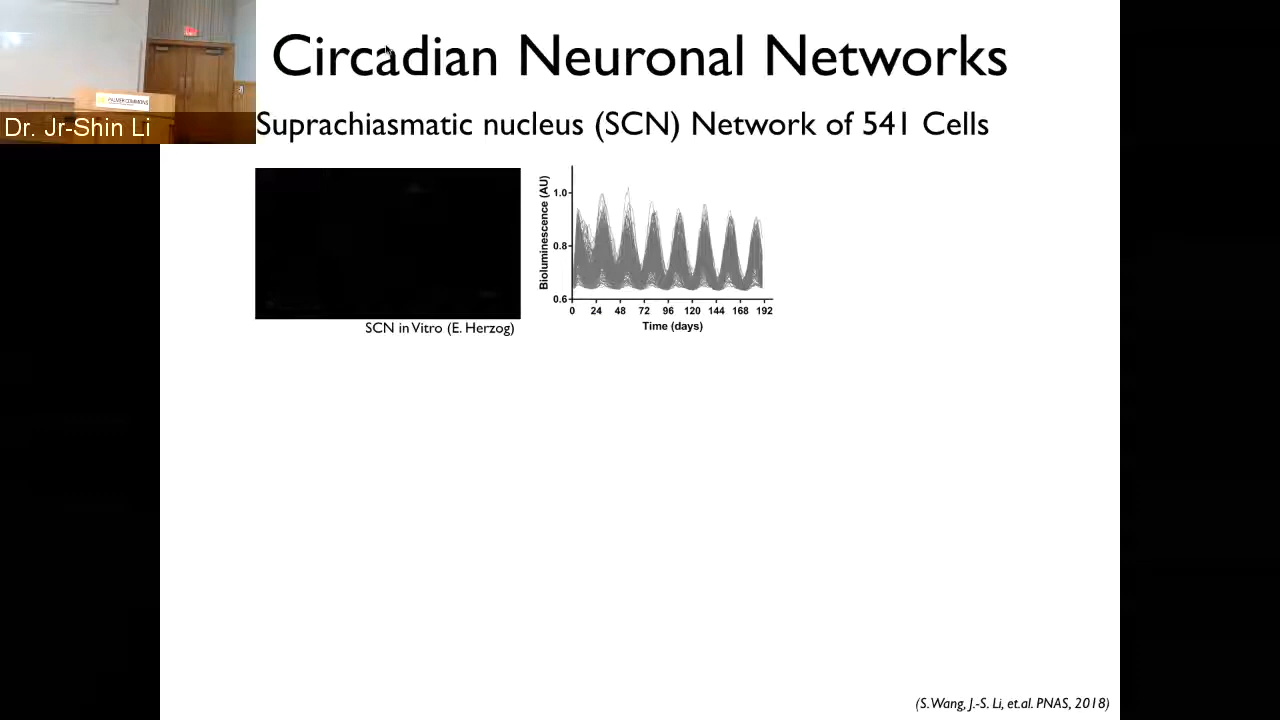 Circadian Neuronal Networks
Dr. Jr-Shin Li
Suprachiasmatic nucleus (SCN) Network of 541 Cells
PALMER COMMONS
Bioluminescence (AU)
1.0
0.8
0.6
0 24 48 72 96 120 144 168 192
Time (days)
SCN in Vitro (E. Herzog)
(S. Wang, J.-S. Li, et.al. PNAS, 2018)